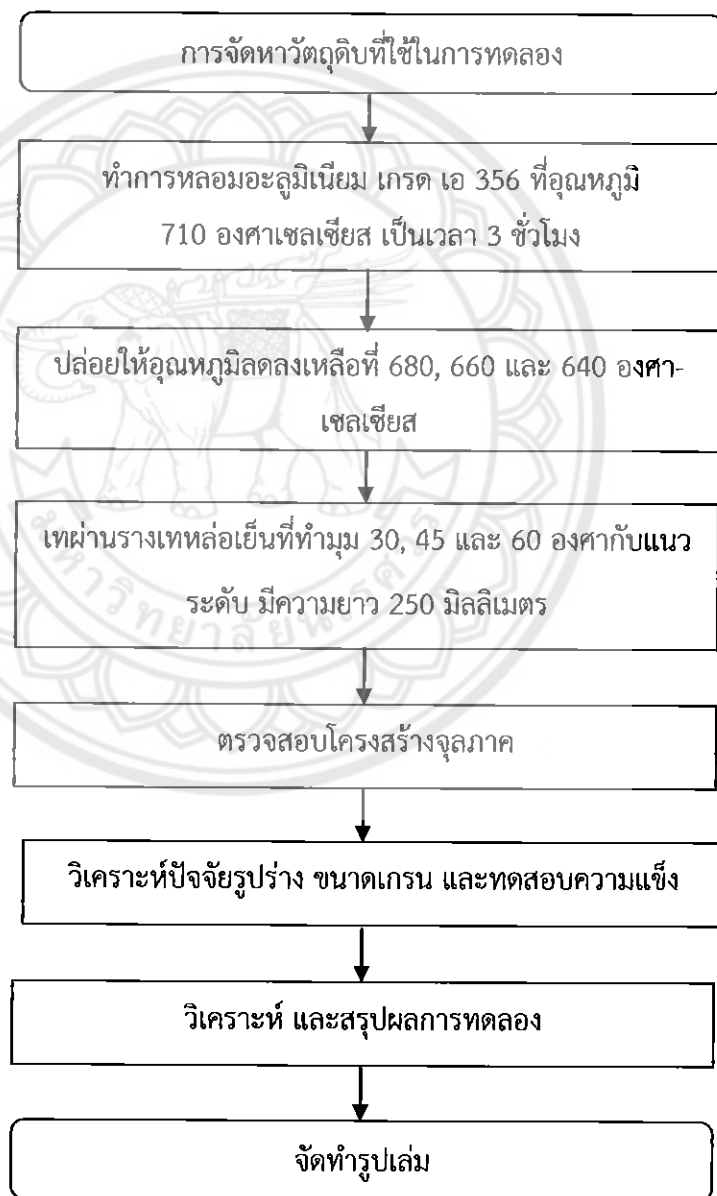 การจัดหาวัตถุดิบที่ใช้ในการทดลอง
ทำการหลอมอะลูมิเนียม เกรด เอ 356 ที่อุณหภูมิ
710 องศาเซลเซียส เป็นเวลา 3 ชั่วโมง
ปล่อยให้อุณหภูมิลดลงเหลือที่ 680, 660 และ 640 องศา-
เซลเซียส
เทผ่านรางเทหล่อเย็นที่ทำมุม 30, 45 และ 60 องศากับแนว
ระดับ มีความยาว 250 มิลลิเมตร
ตรวจสอบโครงสร้างจุลภาค
วิเคราะห์ปัจจัยรูปร่าง ขนาดเกรน และทดสอบความแข็ง
วิเคราะห์ และสรุปผลการทดลอง
จัดทำรูปเล่ม